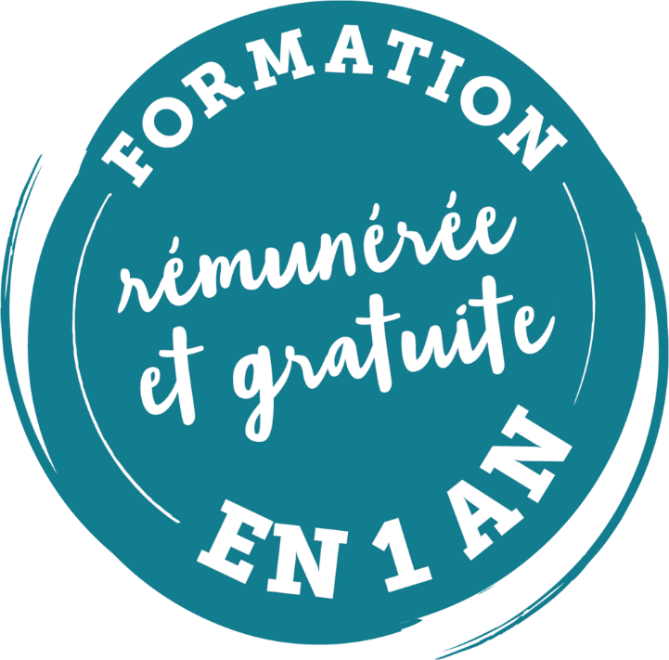 FORMATION
rémunérée
et gratuite
EN 1 AN